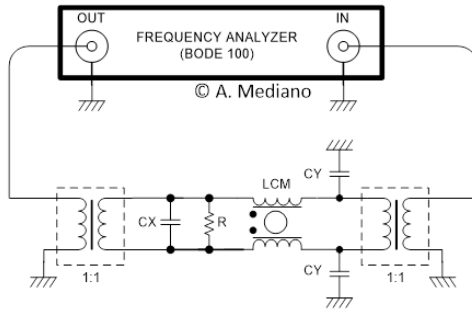 OUT
IN
FREQUENCY ANALYZER
(BODE 100)
© A. Mediano
CY
LCM
CX
R
1:1
CY
1:1